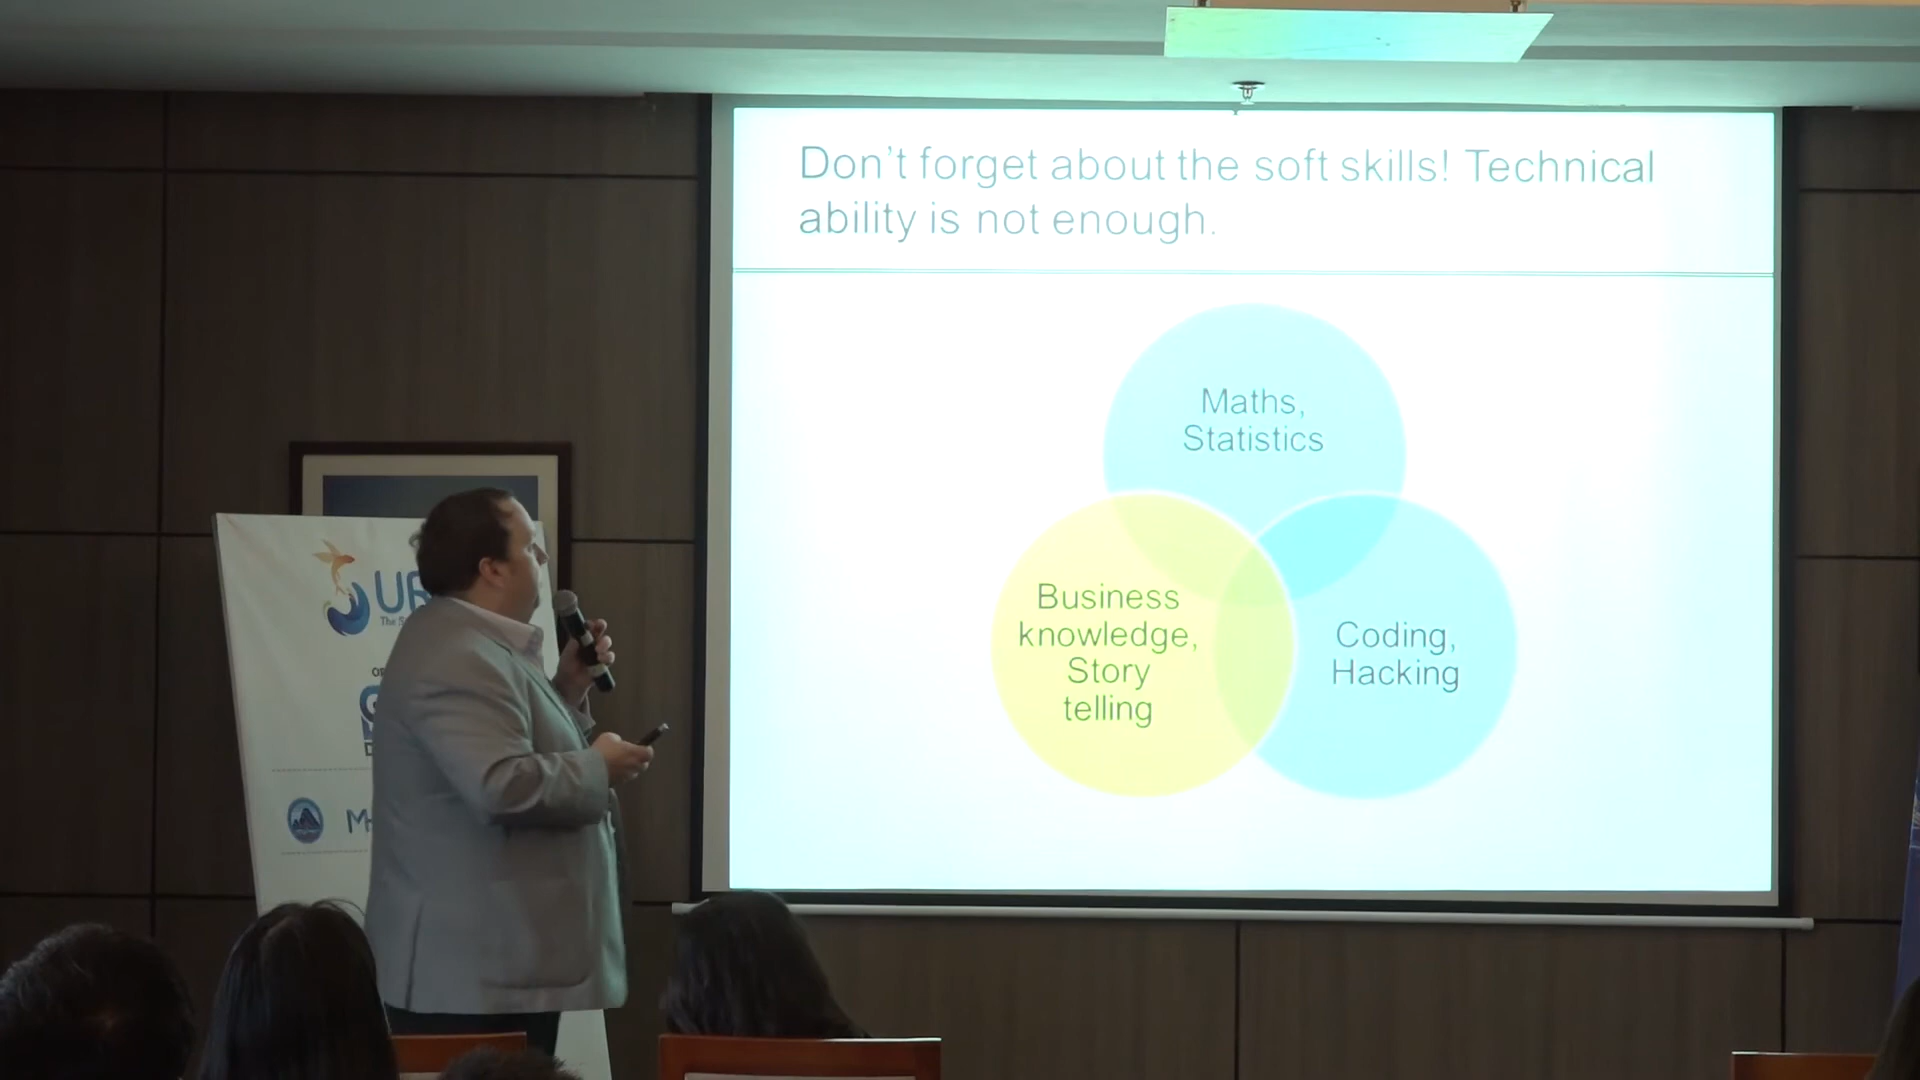 Don't forget about the soft skills! Technical
ability is not enough.
Maths,
Statistics
Business
knowledge,
Story
telling
Coding,
Hacking